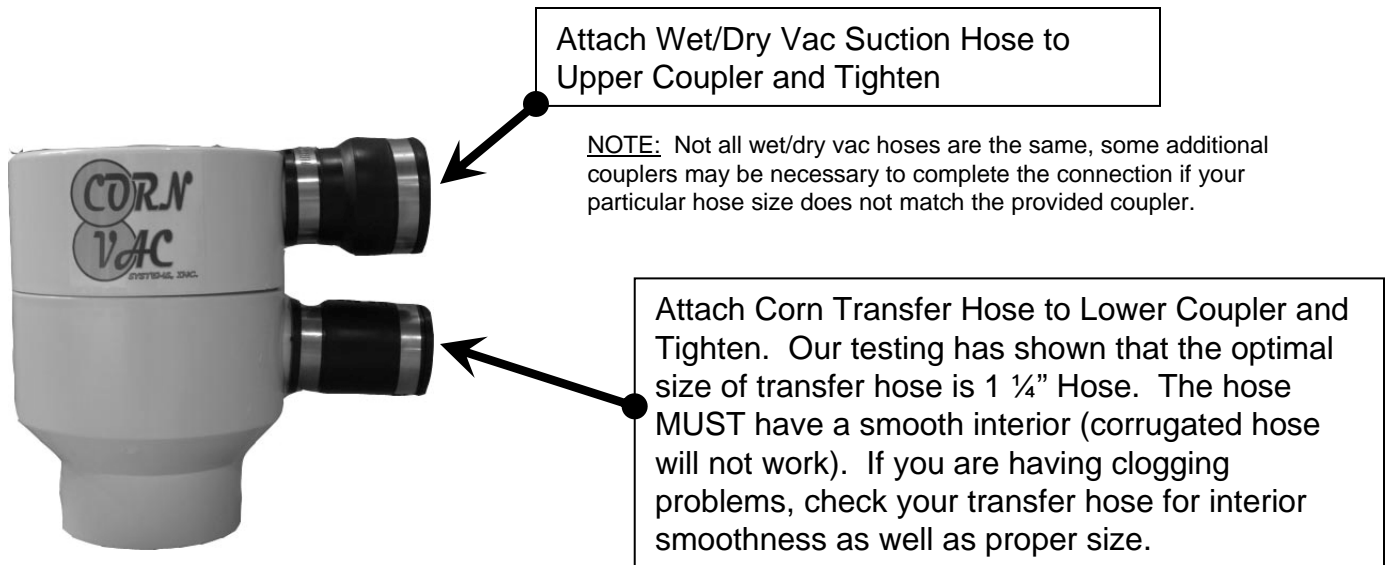 Attach Wet/Dry Vac Suction Hose to
Upper Coupler and Tighten
NOTE: Not all wet/dry vac hoses are the same, some additional
couplers may be necessary to complete the connection if your
particular hose size does not match the provided coupler.
CORN
VAC
SYSTEMS, INC.
Attach Corn Transfer Hose to Lower Coupler and
Tighten. Our testing has shown that the optimal
size of transfer hose is 1 ¼” Hose. The hose
MUST have a smooth interior (corrugated hose
will not work). If you are having clogging
problems, check your transfer hose for interior
smoothness as well as proper size.